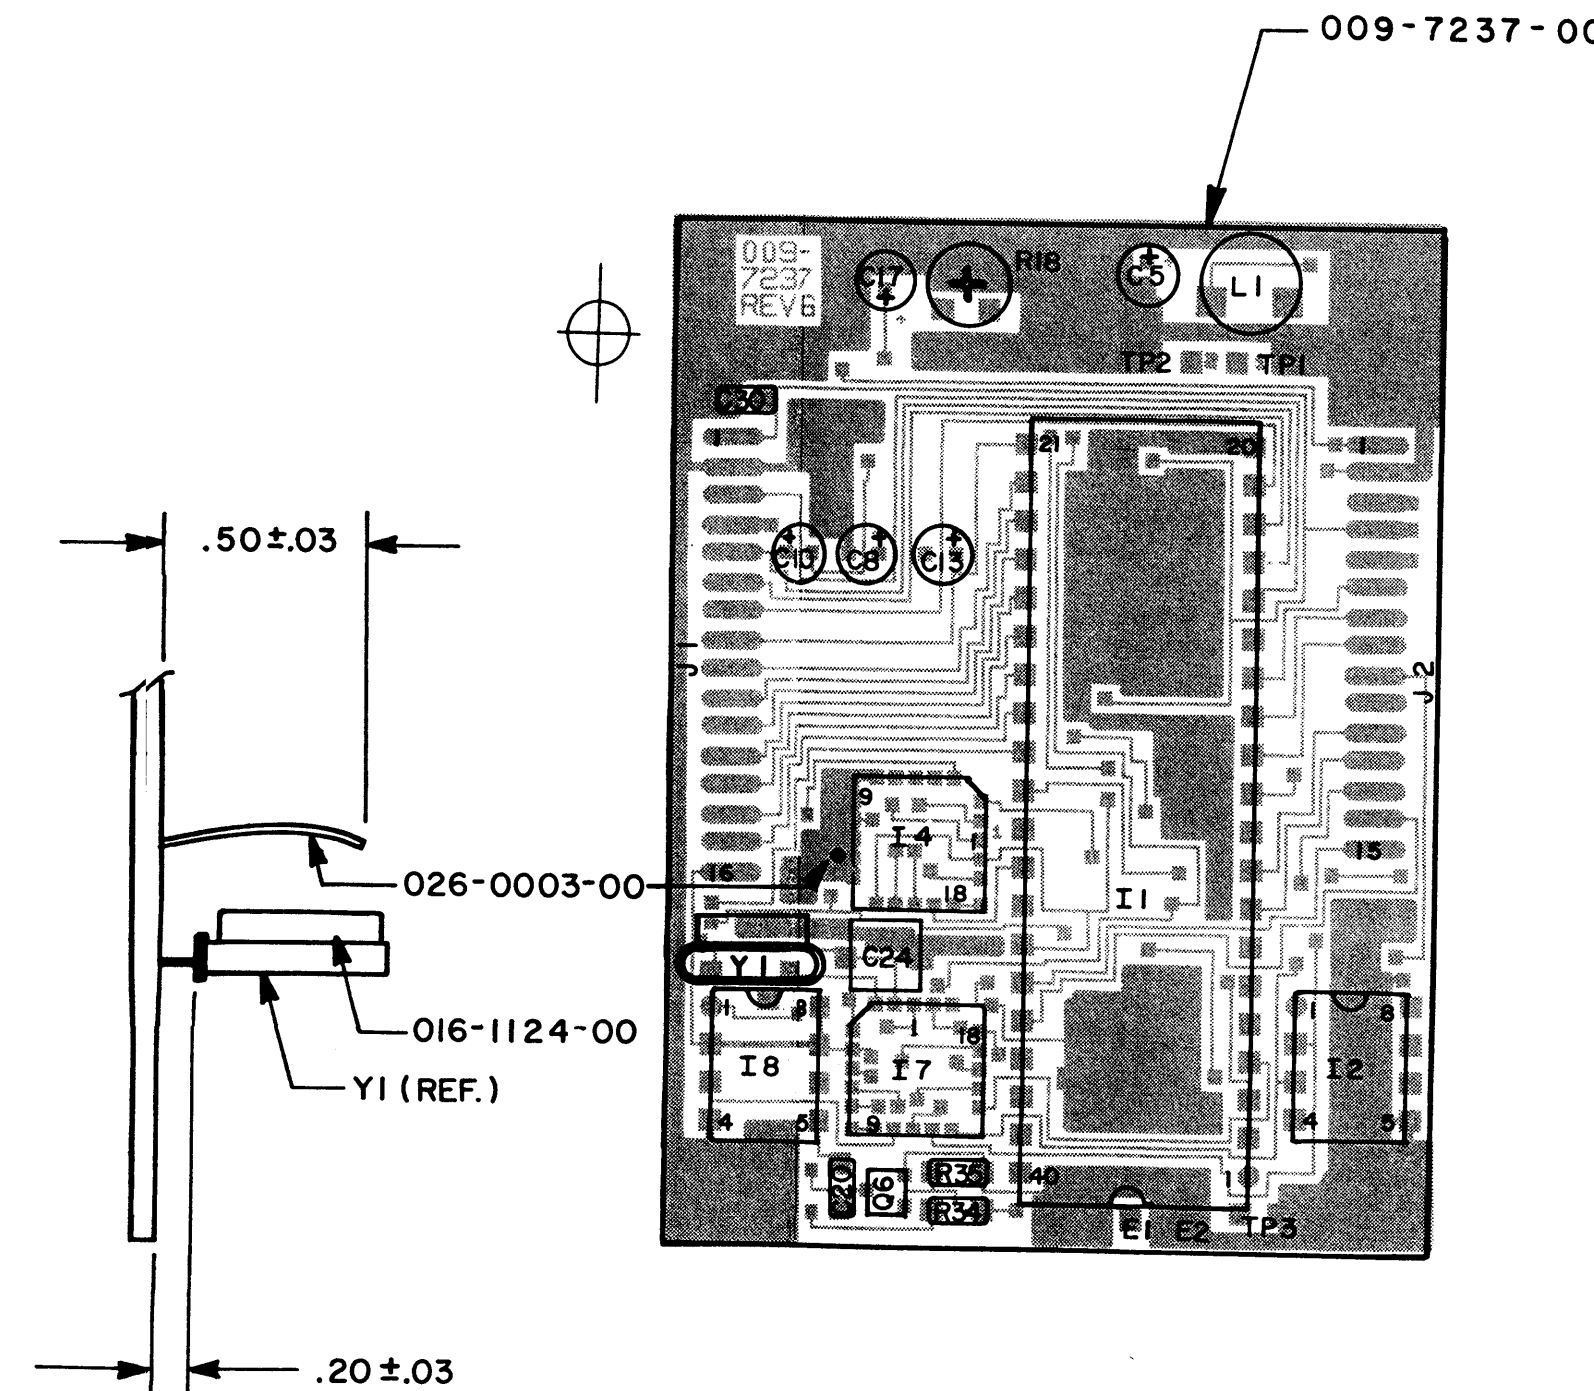 009-7237-00
009-
7237
REV6
C17
+
+
R18
+
C5
L1
TP2
TP1
C30
1
21
20
1
.50±.03
+
C10
+
C8
+
C13
J1
J2
9
I4
1
18
16
15
026-0003-00
I1
Y1
C24
016-1124-00
Y1 (REF.)
1
8
I8
4
5
1
18
I7
9
1
8
I2
4
5
C20
Q6
R35
R34
40
1
E1
E2
TP3
.20±.03